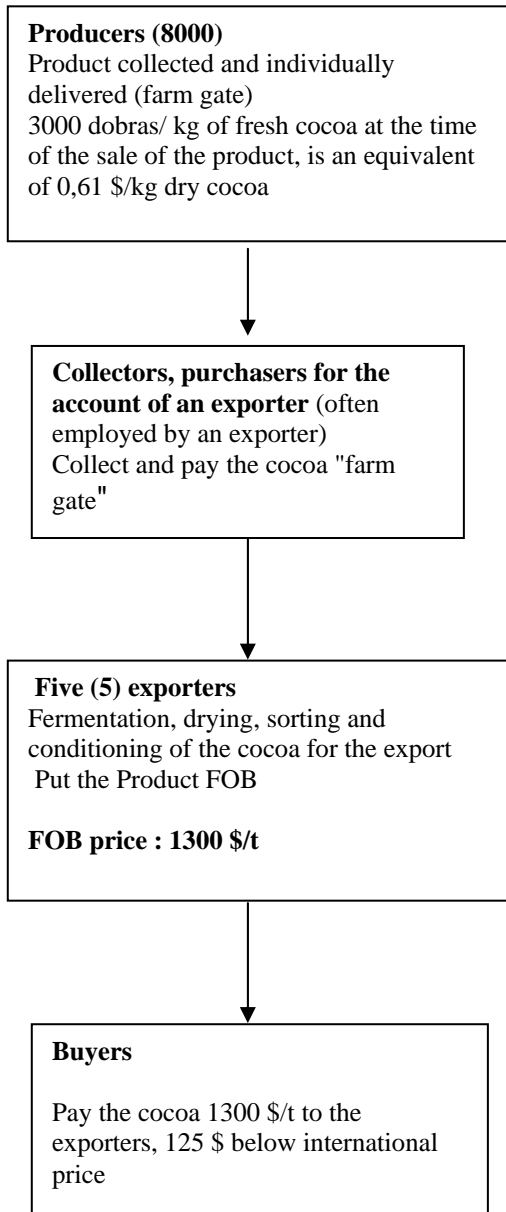 Producers (8000)
Product collected and individually
delivered (farm gate)
3000 dobras/ kg of fresh cocoa at the time
of the sale of the product, is an equivalent
of 0,61 $/kg dry cocoa
Collectors, purchasers for the
account of an exporter (often
employed by an exporter)
Collect and pay the cocoa "farm
gate"
Five (5) exporters
Fermentation, drying, sorting and
conditioning of the cocoa for the export
Put the Product FOB
FOB price : 1300 $/t
Buyers
Pay the cocoa 1300 $/t to the
exporters, 125 $ below international
price